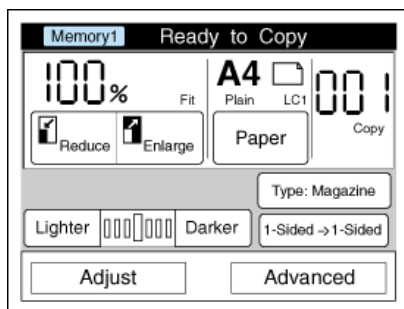 Memory1 Ready to Copy
100% Fit
A4
Plain LC1
001
Copy
Reduce Enlarge
Paper
Type: Magazine
Lighter Darker
1-Sided →1-Sided
Adjust Advanced